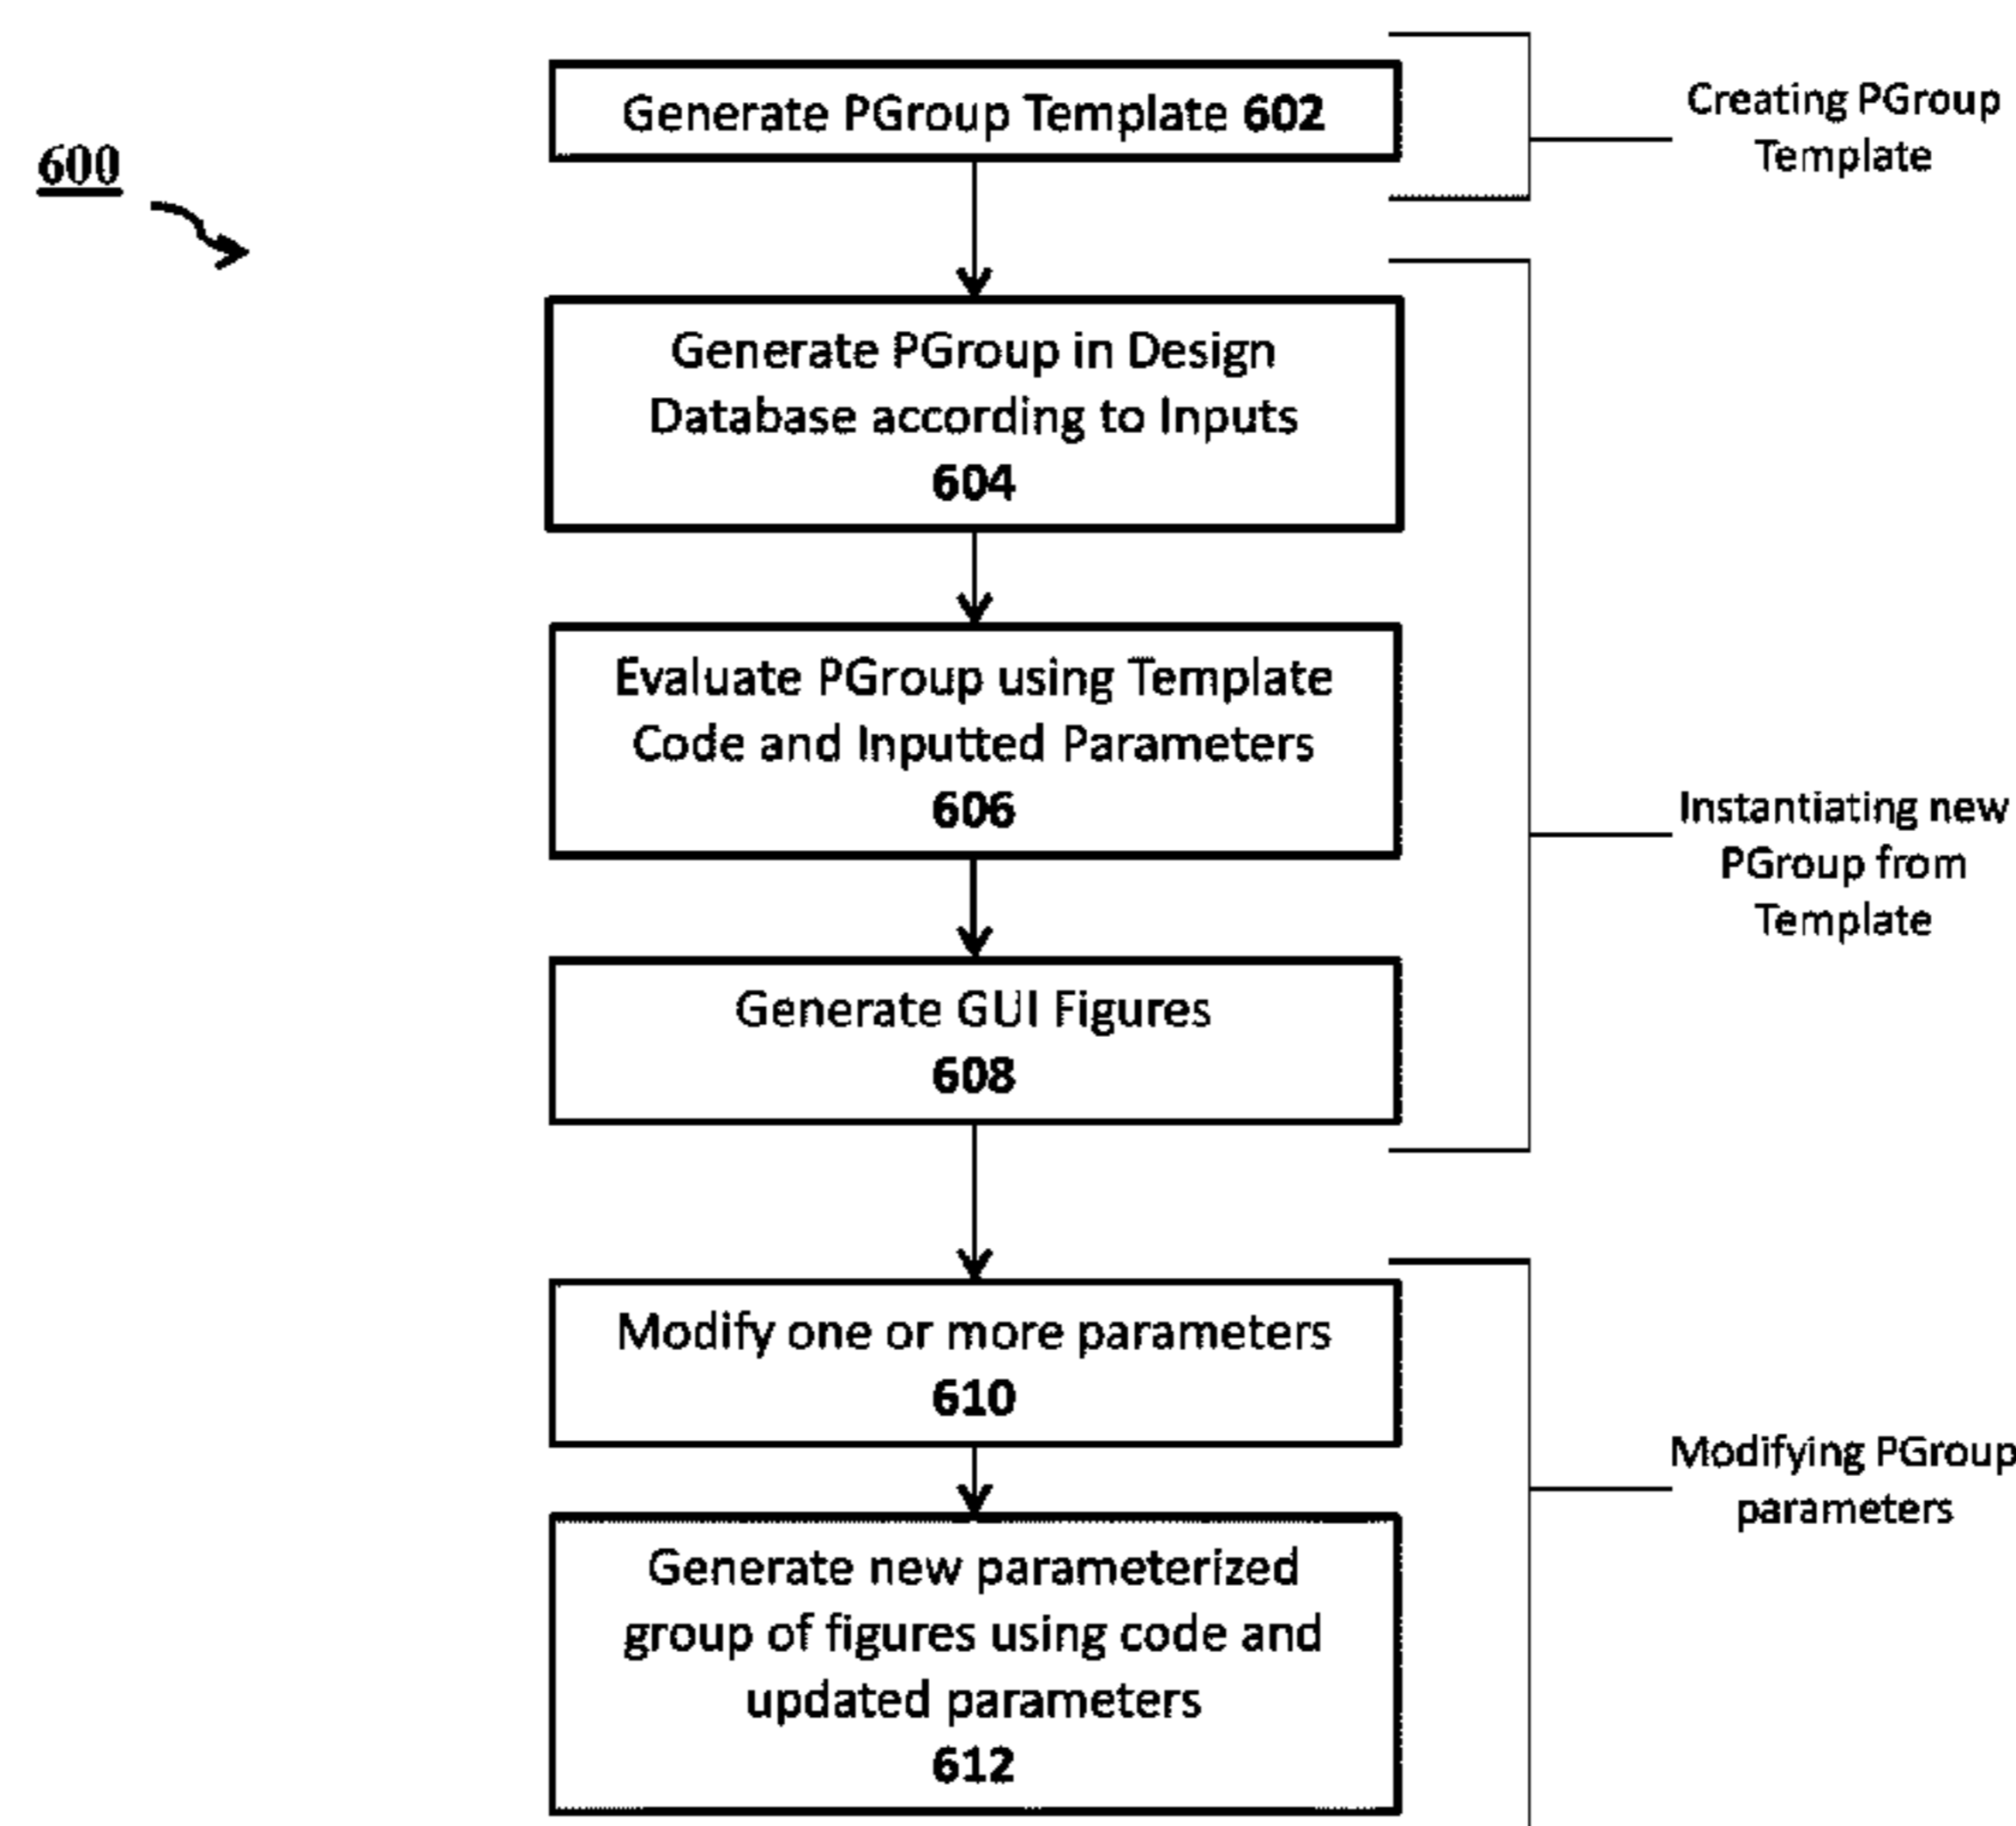 Generate PGroup Template 602
Creating PGroup
Template
600
Generate PGroup in Design
Database according to Inputs
604
Evaluate PGroup using Template
Code and Inputted Parameters
606
Instantiating new
PGroup from
Template
Generate GUI Figures
608
Modify one or more parameters
610
Modifying PGroup
parameters
Generate new parameterized
group of figures using code and
updated parameters
612